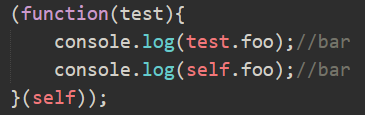 (function(test){
    console.log(test.foo);//bar
    console.log(self.foo);//bar
}(self));